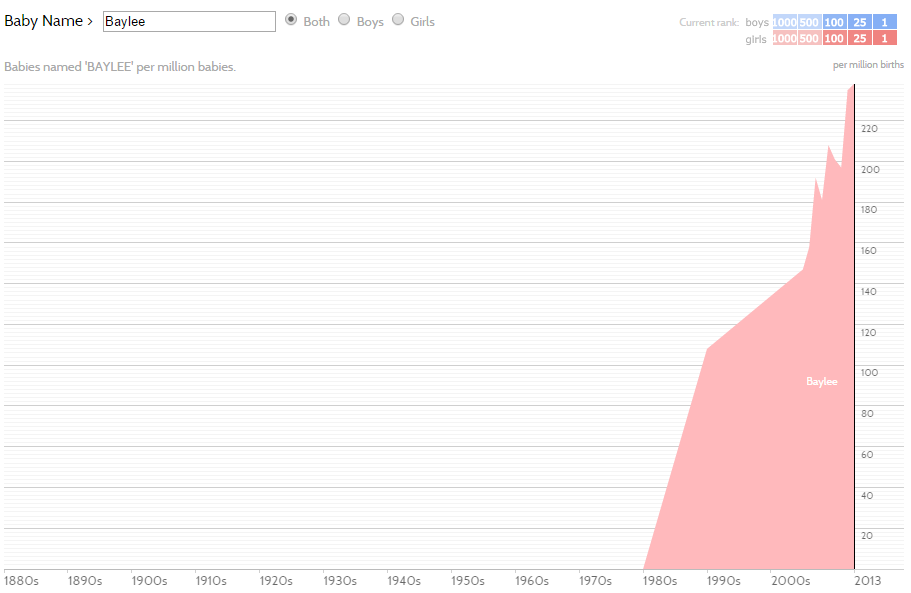 Baby Name > Baylee Both Boys Girls
Current rank: boys 1000 500 100 25 1
girls 1000 500 100 25 1
Babies named 'BAYLEE' per million babies.
per million births
220
200
180
160
140
120
100
Baylee
80
60
40
20
1880s 1890s 1900s 1910s 1920s 1930s 1940s 1950s 1960s 1970s 1980s 1990s 2000s 2013